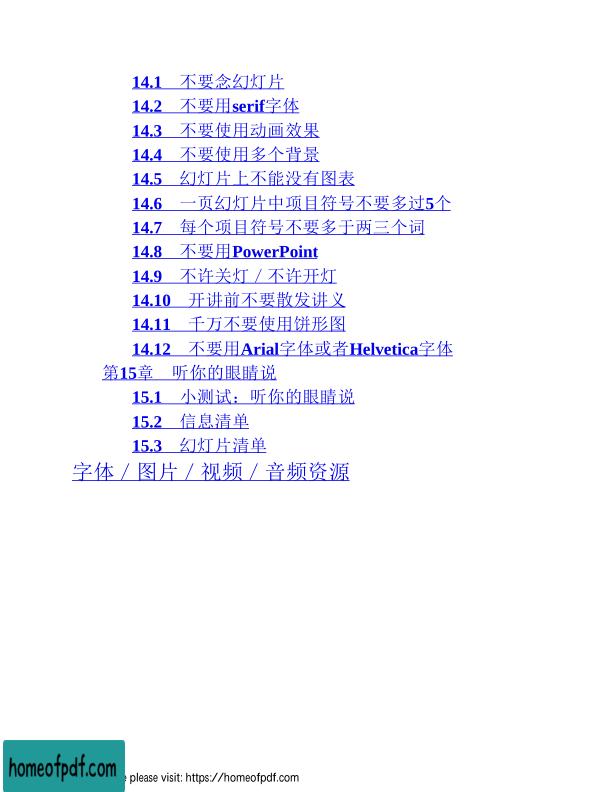 14.1　不要念幻灯片
14.2　不要用serif字体
14.3　不要使用动画效果
14.4　不要使用多个背景
14.5　幻灯片上不能没有图表
14.6　一页幻灯片中项目符号不要多过5个
14.7　每个项目符号不要多于两三个词
14.8　不要用PowerPoint
14.9　不许关灯／不许开灯
14.10　开讲前不要散发讲义
14.11　千万不要使用饼形图
14.12　不要用Arial字体或者Helvetica字体
第15章　听你的眼睛说
15.1　小测试：听你的眼睛说
15.2　信息清单
15.3　幻灯片清单
字体／图片／视频／音频资源
homeofpdf.com
please visit: https://homeofpdf.com